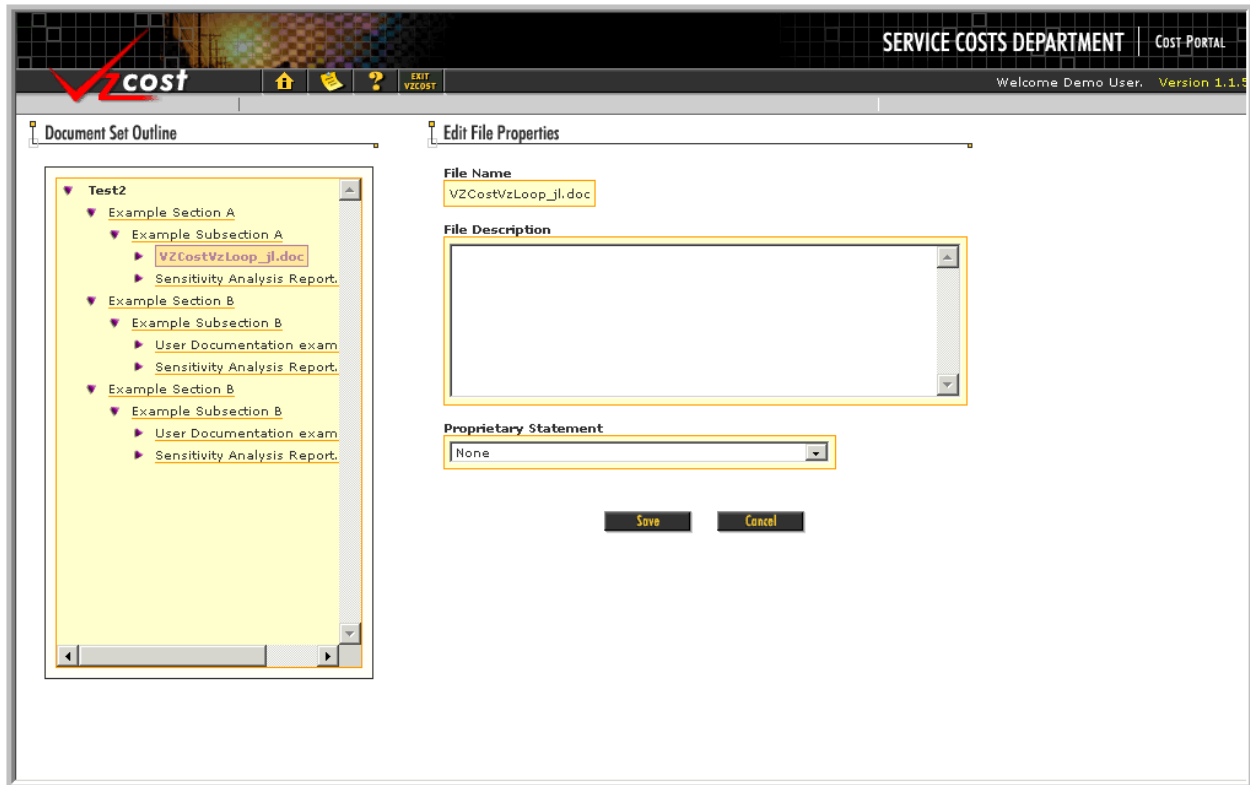 SERVICE COSTS DEPARTMENT | COST PORTAL
Vzcost
?
EXIT VZCOST
Welcome Demo User. Version 1.1.5
Document Set Outline
Test2
Example Section A
Example Subsection A
VZCostVzLoop_jl.doc
Sensitivity Analysis Report.
Example Section B
Example Subsection B
User Documentation exam
Sensitivity Analysis Report.
Example Section B
Example Subsection B
User Documentation exam
Sensitivity Analysis Report.
Edit File Properties
File Name
VZCostVzLoop_jl.doc
File Description
Proprietary Statement
None
Save
Cancel